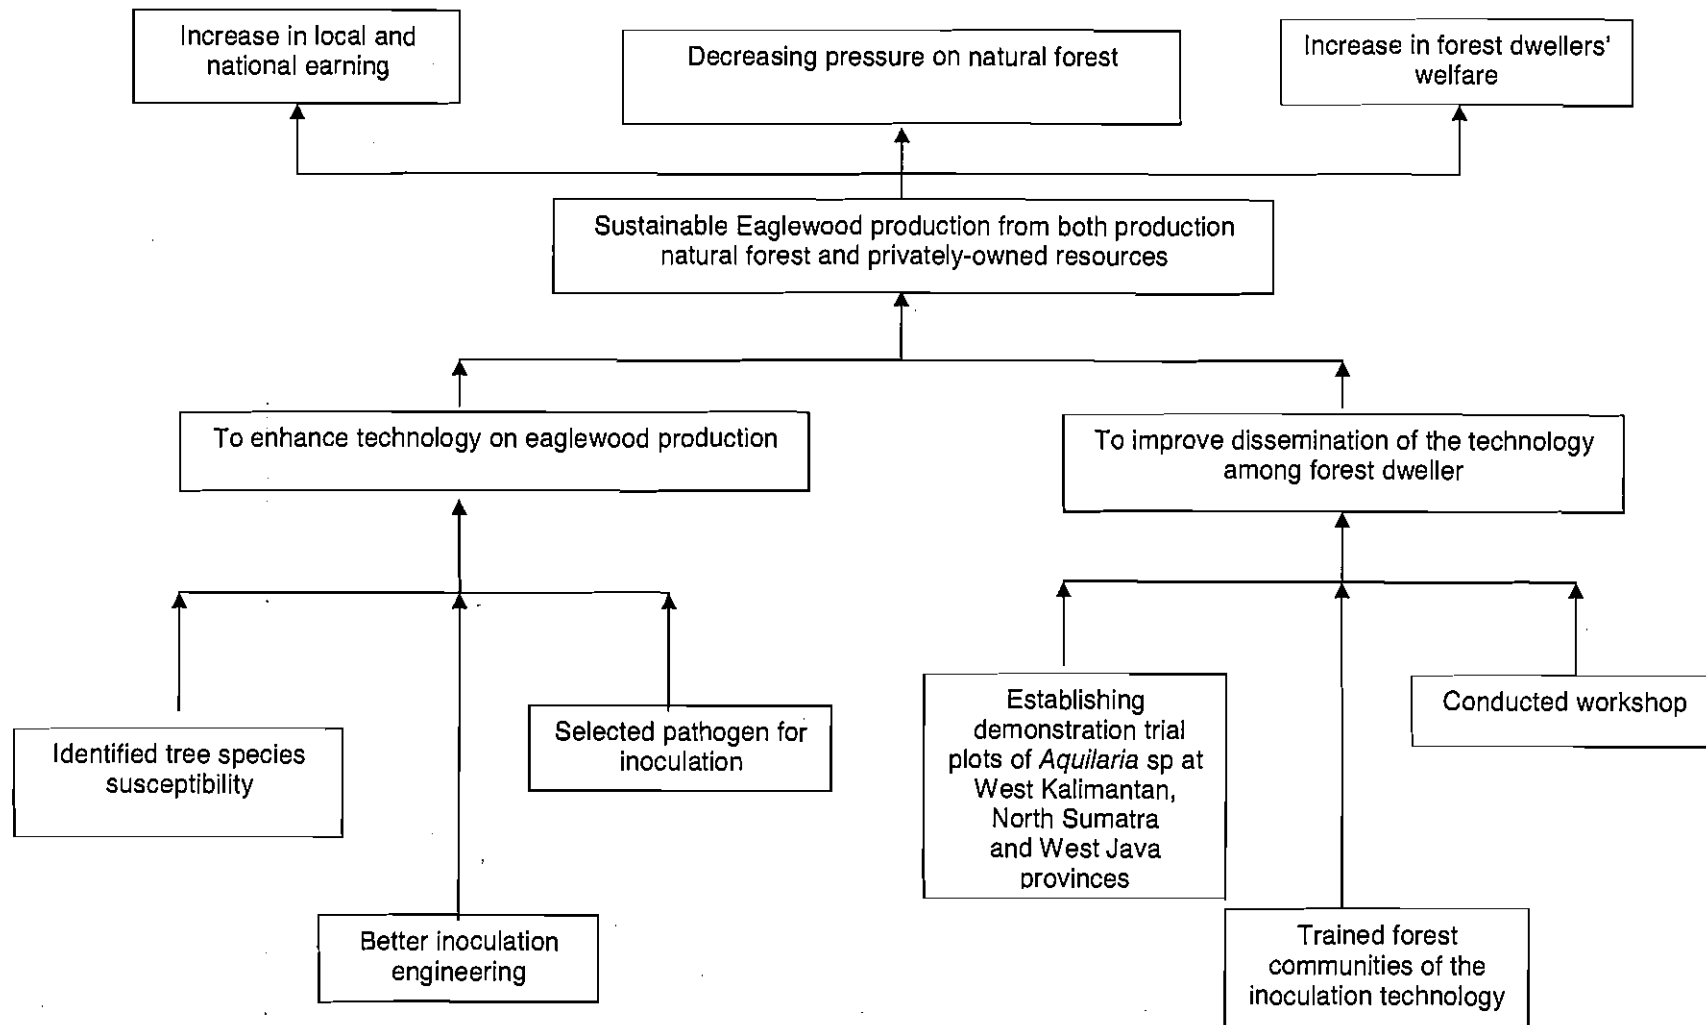 Increase in local and
national earning
Decreasing pressure on natural forest
Increase in forest dwellers'
welfare
Sustainable Eaglewood production from both production
natural forest and privately-owned resources
To enhance technology on eaglewood production
To improve dissemination of the technology
among forest dweller
Identified tree species
susceptibility
Selected pathogen for
inoculation
Establishing
demonstration trial
plots of Aquilaria sp at
West Kalimantan,
North Sumatra
and West Java
provinces
Conducted workshop
Better inoculation
engineering
Trained forest
communities of the
inoculation technology